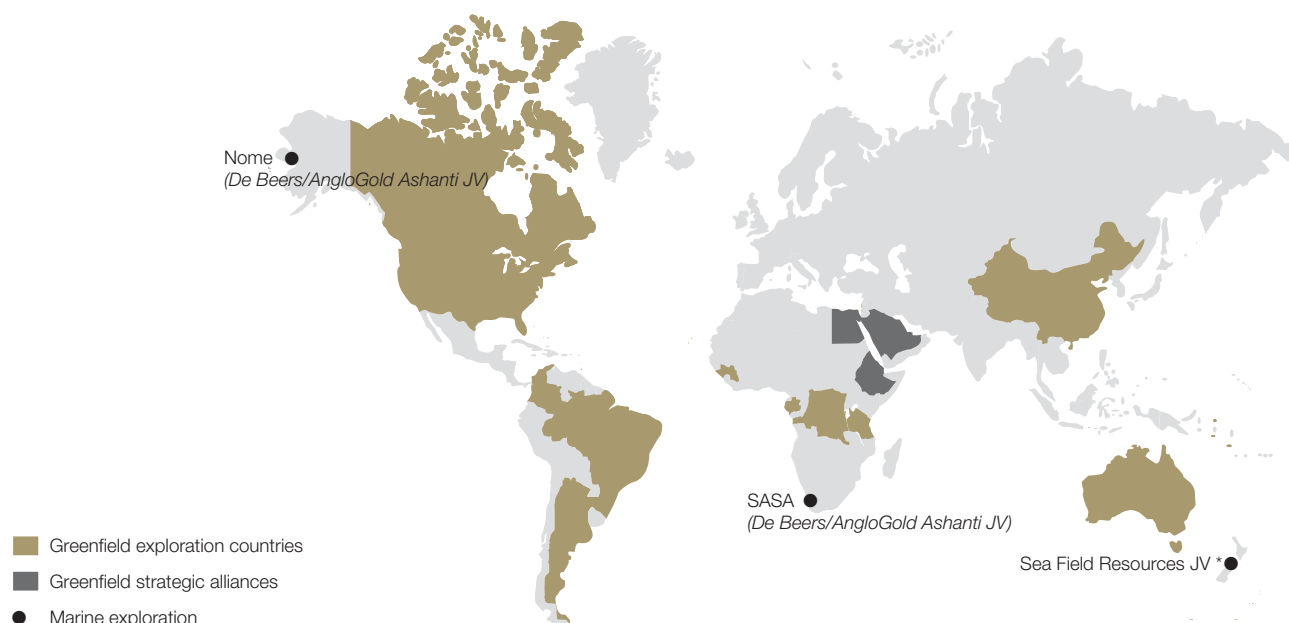 Nome
(De Beers/AngloGold Ashanti JV)
SASA
(De Beers/AngloGold Ashanti JV)
Sea Field Resources JV *
Greenfield exploration countries
Greenfield strategic alliances
Marine exploration